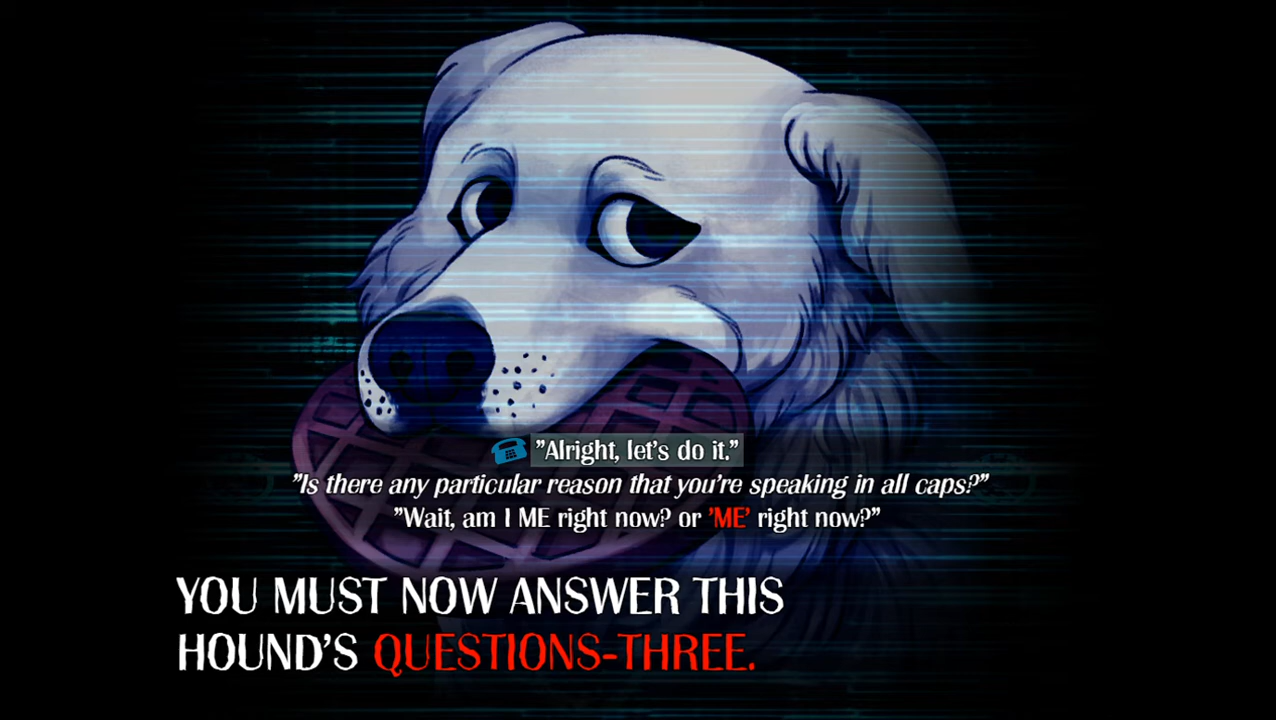 "Alright, let's do it."
"Is there any particular reason that you're speaking in all caps?"
"Wait, am I ME right now? or 'ME' right now?"
YOU MUST NOW ANSWER THIS
HOUND'S QUESTIONS-THREE.